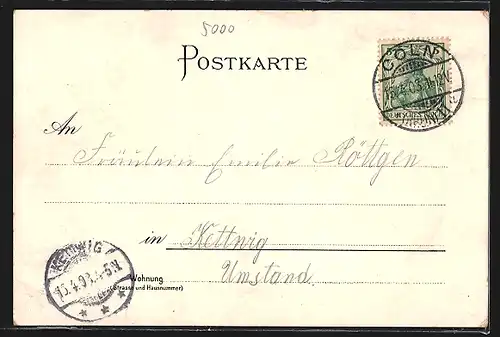 5000
POSTKARTE
CÖLN
An
Fräulein Emilie Röttgen
in Kettwig
Umstand
KETTWIG
Wohnung
(Strasse und Hausnummer)